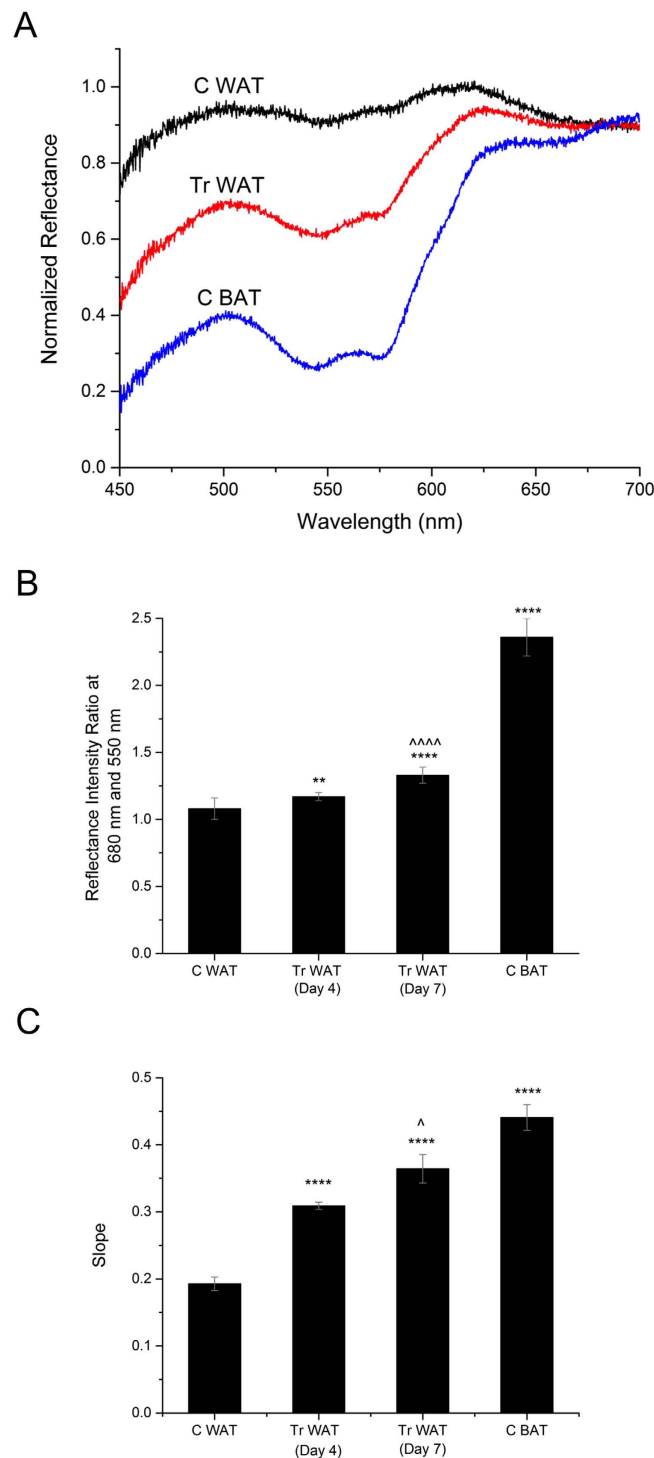 A
C WAT
Tr WAT
C BAT
1.0
0.8
0.6
0.4
0.2
0.0
Normalized Reflectance
450
500
550
600
650
700
Wavelength (nm)
B
2.5
2.0
1.5
1.0
0.5
0.0
Reflectance Intensity Ratio at
680 nm and 550 nm
**
^^^^
****
****
C WAT
Tr WAT
(Day 4)
Tr WAT
(Day 7)
C BAT
C
0.5
0.4
0.3
0.2
0.1
0.0
Slope
****
^
****
****
C WAT
Tr WAT
(Day 4)
Tr WAT
(Day 7)
C BAT